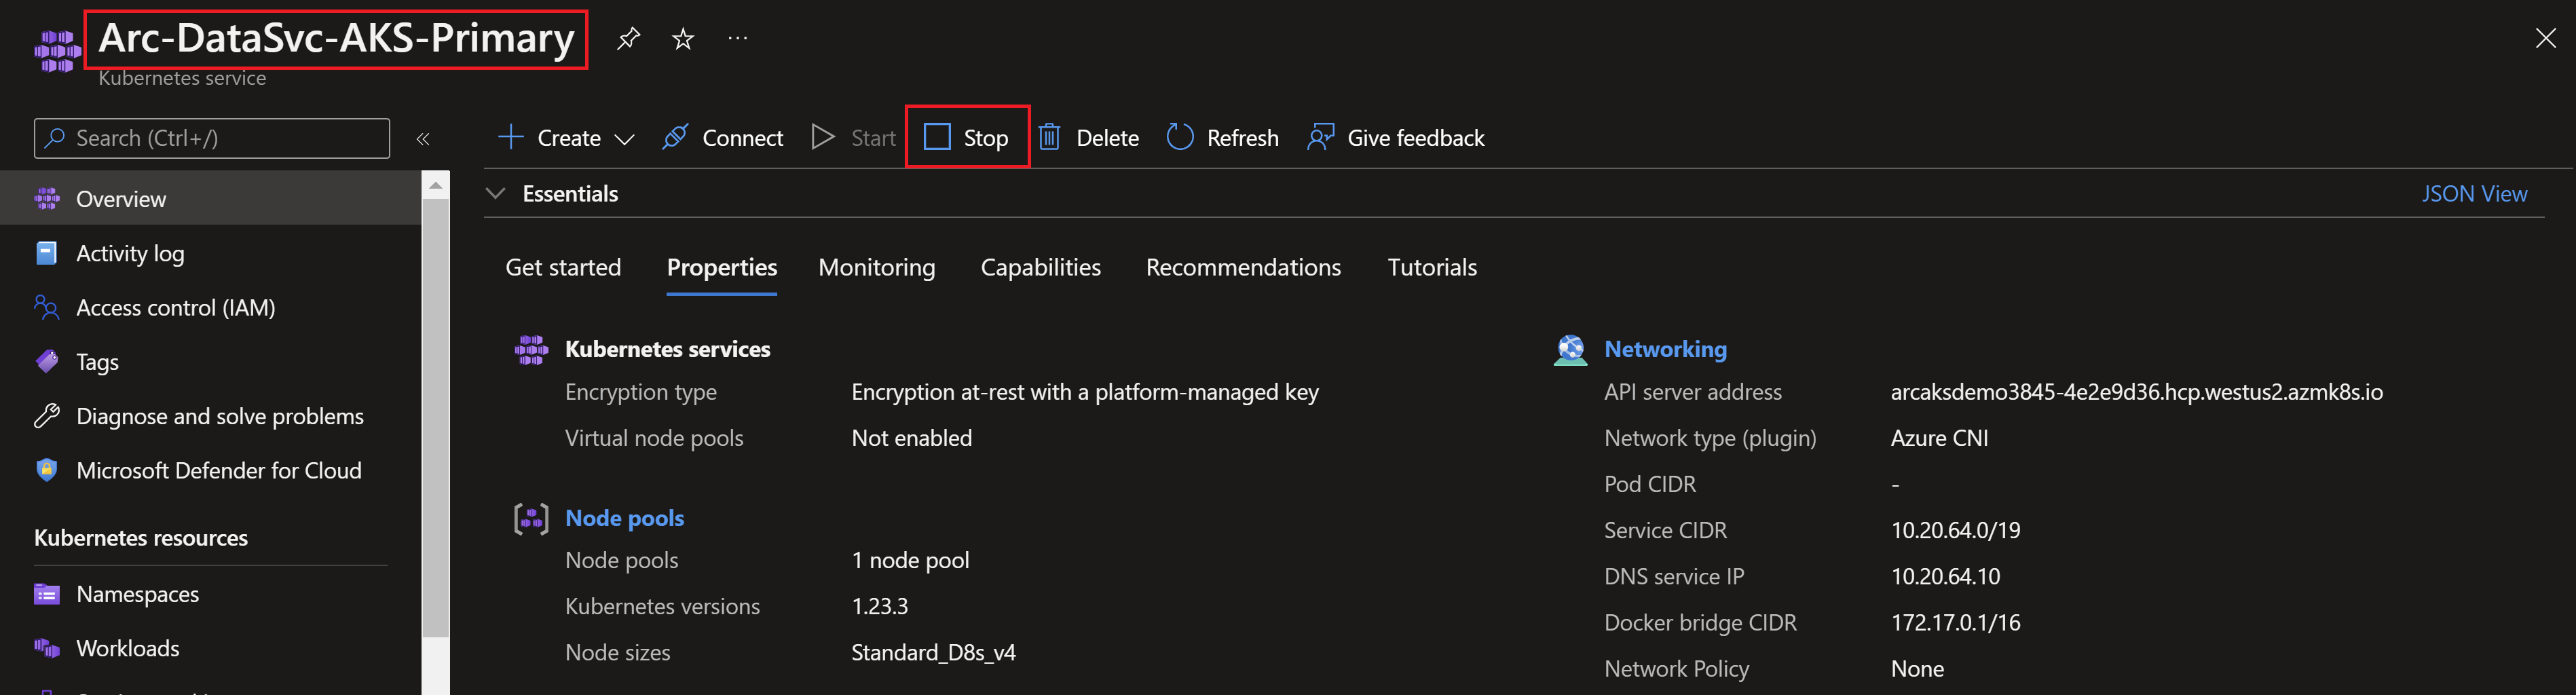 Arc-DataSvc-AKS-Primary
Kubernetes service
Search (Ctrl+/)
Create
Connect
Start
Stop
Delete
Refresh
Give feedback
Overview
Activity log
Access control (IAM)
Tags
Diagnose and solve problems
Microsoft Defender for Cloud
Kubernetes resources
Namespaces
Workloads
Essentials
JSON View
Get started
Properties
Monitoring
Capabilities
Recommendations
Tutorials
Kubernetes services
Encryption type Encryption at-rest with a platform-managed key
Virtual node pools Not enabled
Node pools
Node pools 1 node pool
Kubernetes versions 1.23.3
Node sizes Standard_D8s_v4
Networking
API server address arcaksdemo3845-4e2e9d36.hcp.westus2.azmk8s.io
Network type (plugin) Azure CNI
Pod CIDR -
Service CIDR 10.20.64.0/19
DNS service IP 10.20.64.10
Docker bridge CIDR 172.17.0.1/16
Network Policy None